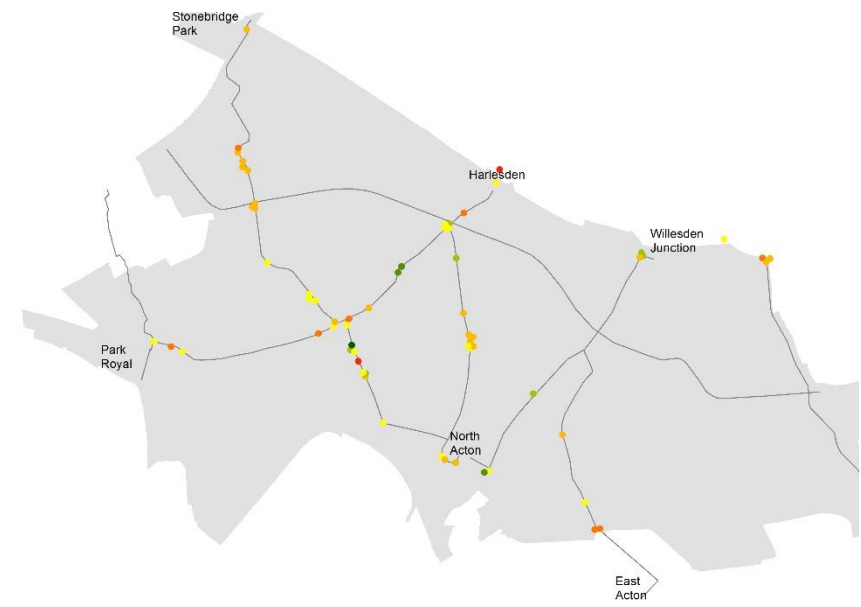 Stonebridge
Park
Harlesden
Willesden
Junction
Park
Royal
North
Acton
East
Acton